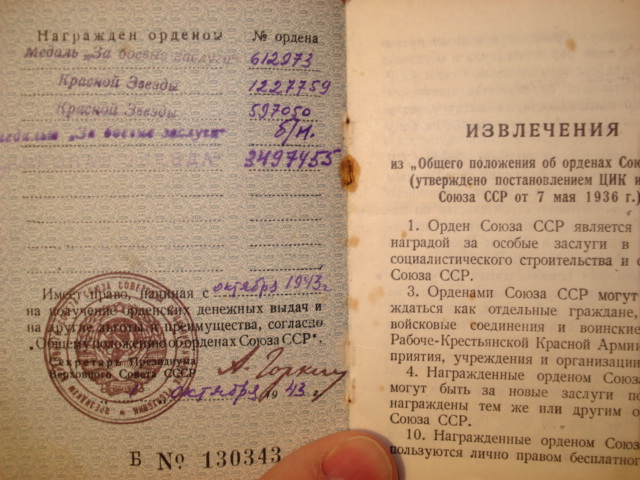 Награжден орденом № ордена
Медаль „За боевые заслуги" 612973
Красной Звезды 1227759
Красной Звезды 597050
медалью „За боевые заслуги" б/н.
3497455
Имеет право, начиная с октября 1943 г.
на получение орденских денежных выдач и
на другие льготы и преимущества, согласно
„Общему положению об орденах Союза ССР".
Секретарь Президиума
Верховного Совета СССР А. Горкин
октября 1943 г.
Б № 130343
ИЗВЛЕЧЕНИЯ
из „Общего положения об орденах Сою
(утверждено постановлением ЦИК и
Союза ССР от 7 мая 1936 г.)
1. Орден Союза ССР является
наградой за особые заслуги в
социалистического строительства и
Союза ССР.
3. Орденами Союза ССР могут
ждаться как отдельные граждане,
войсковые соединения и воинские
Рабоче-Крестьянской Красной Армии
приятия, учреждения и организации
4. Награжденные орденом Союза
могут быть за новые заслуги по
награждены тем же или другим о
Союза ССР.
10. Награжденные орденом Союз
пользуются лично правом бесплатног